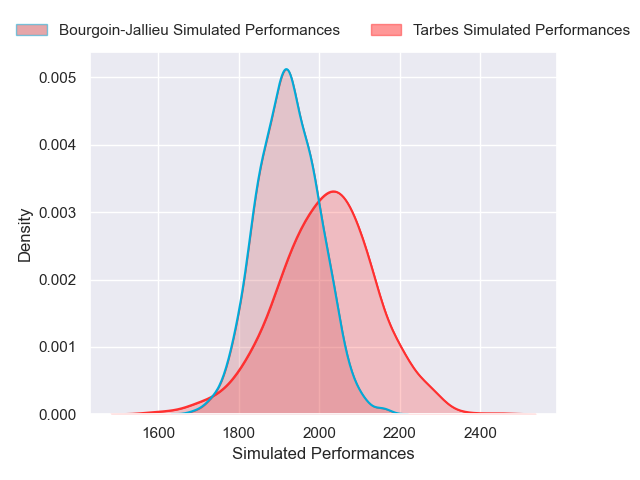 Bourgoin-Jallieu Simulated Performances
Tarbes Simulated Performances
0.005
0.004
0.003
0.002
0.001
0.000
Density
1600 1800 2000 2200 2400
Simulated Performances